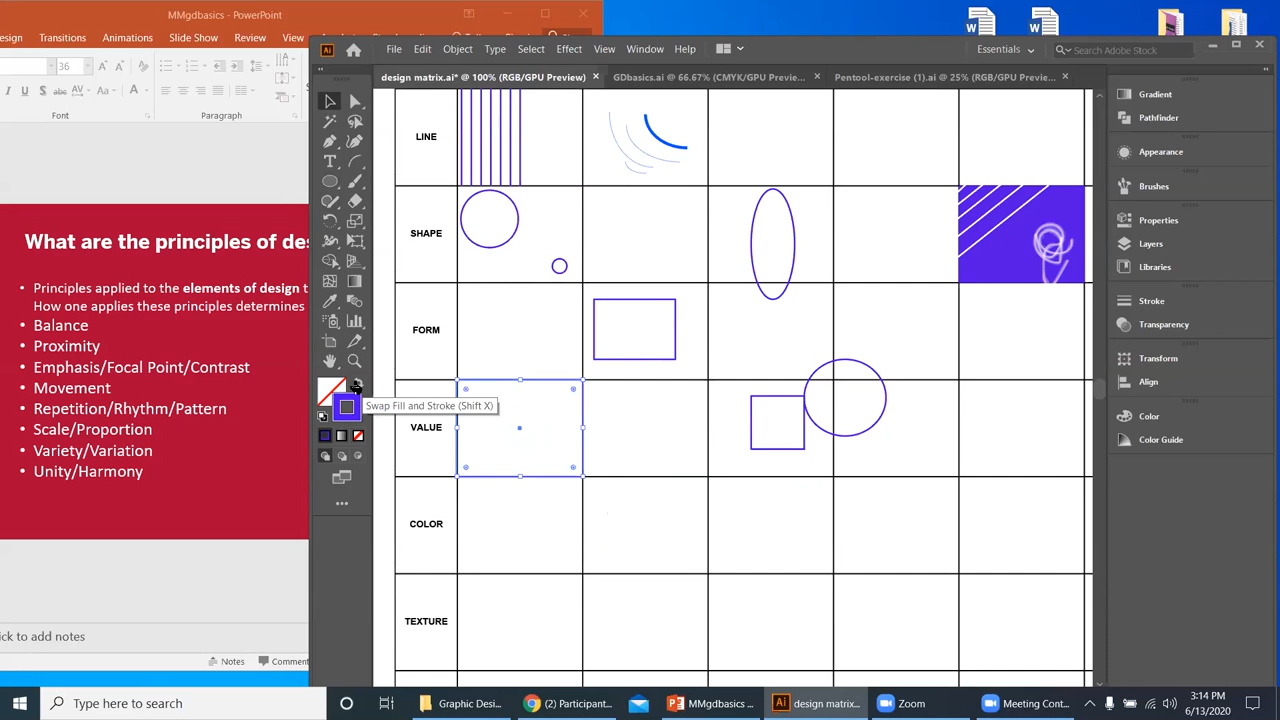 MMgdbasics - PowerPoint
Transitions Animations Slide Show Review View
36
Font
Paragraph
What are the principles of des
Principles applied to the elements of design t
How one applies these principles determines
Balance
Proximity
Emphasis/Focal Point/Contrast
Movement
Repetition/Rhythm/Pattern
Scale/Proportion
Variety/Variation
Unity/Harmony
ck to add notes
Notes
Comment
Ai
File Edit Object Type Select Effect View Window Help
Essentials
Search Adobe Stock
design matrix.ai* @ 100% (RGB/GPU Preview)
GDbasics.ai @ 66.67% (CMYK/GPU Previe...
Pentool-exercise (1).ai @ 25% (RGB/GPU Previe...
LINE
SHAPE
FORM
VALUE
COLOR
TEXTURE
Swap Fill and Stroke (Shift X)
Gradient
Pathfinder
Appearance
Brushes
Properties
Layers
Libraries
Stroke
Transparency
Transform
Align
Color
Color Guide
Type here to search
Graphic Desi...
(2) Participant...
MMgdbasics ...
design matrix...
Zoom
Meeting Cont...
3:14 PM
6/13/2020